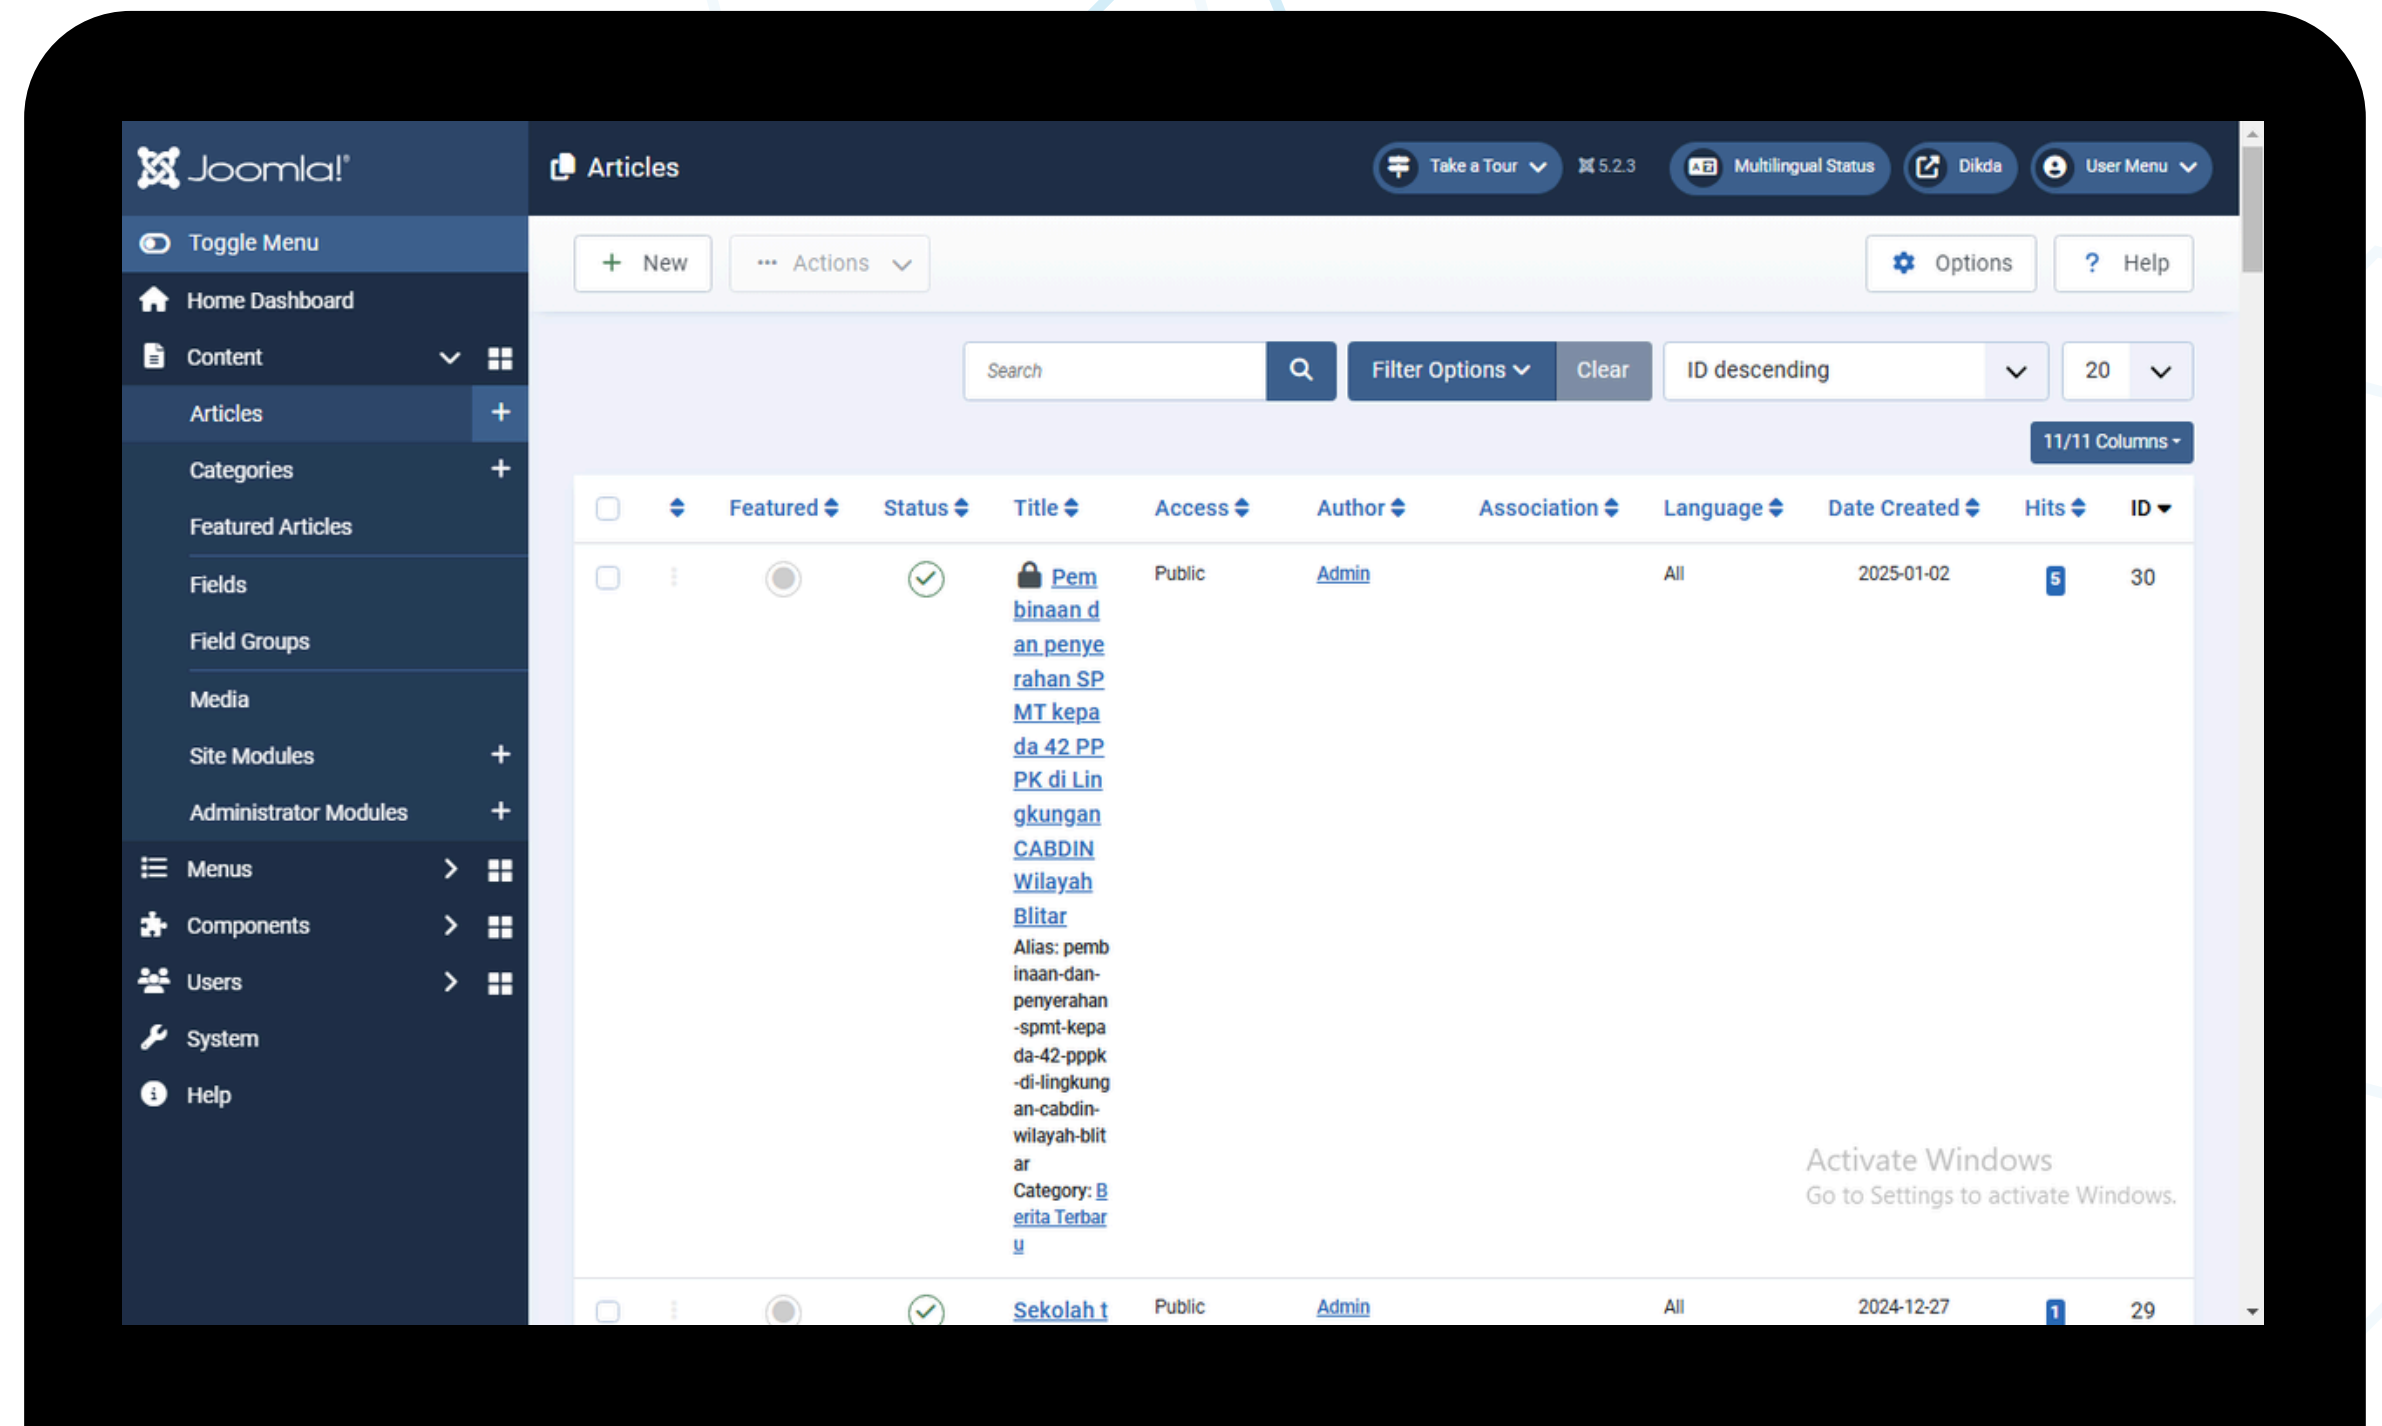 Joomla!
Articles
Take a Tour
5.2.3
Multilingual Status
Dikda
User Menu
Toggle Menu
+ New
... Actions
Options
? Help
Home Dashboard
Content
Articles +
Categories +
Featured Articles
Fields
Field Groups
Media
Site Modules +
Administrator Modules +
Menus
Components
Users
System
Help
Search
Filter Options
Clear
ID descending
20
11/11 Columns
Featured Status Title Access Author Association Language Date Created Hits ID
Pem
binaan d
an penye
rahan SP
MT kepa
da 42 PP
PK di Lin
gkungan
CABDIN
Wilayah
Blitar
Alias: pemb
inaan-dan-
penyerahan
-spmt-kepa
da-42-pppk
-di-lingkung
an-cabdin-
wilayah-blit
ar
Category: B
erita Terbar
u
Public
Admin
All
2025-01-02
5
30
Activate Windows
Go to Settings to activate Windows.
Sekolah t
Public
Admin
All
2024-12-27
1
29